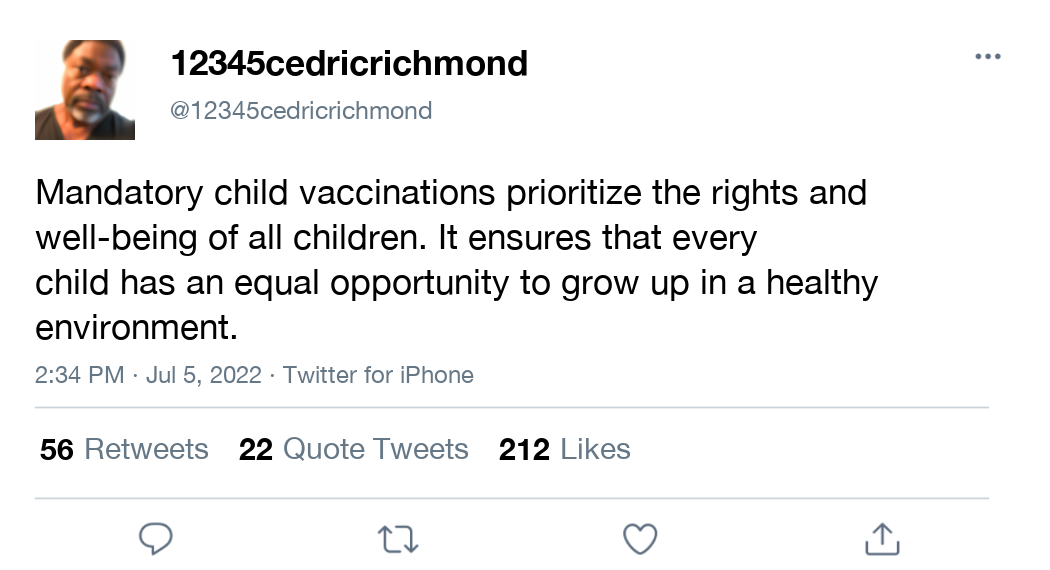 12345cedricrichmond
@12345cedricrichmond
Mandatory child vaccinations prioritize the rights and
well-being of all children. It ensures that every
child has an equal opportunity to grow up in a healthy
environment.
2:34 PM · Jul 5, 2022 · Twitter for iPhone
56 Retweets 22 Quote Tweets 212 Likes